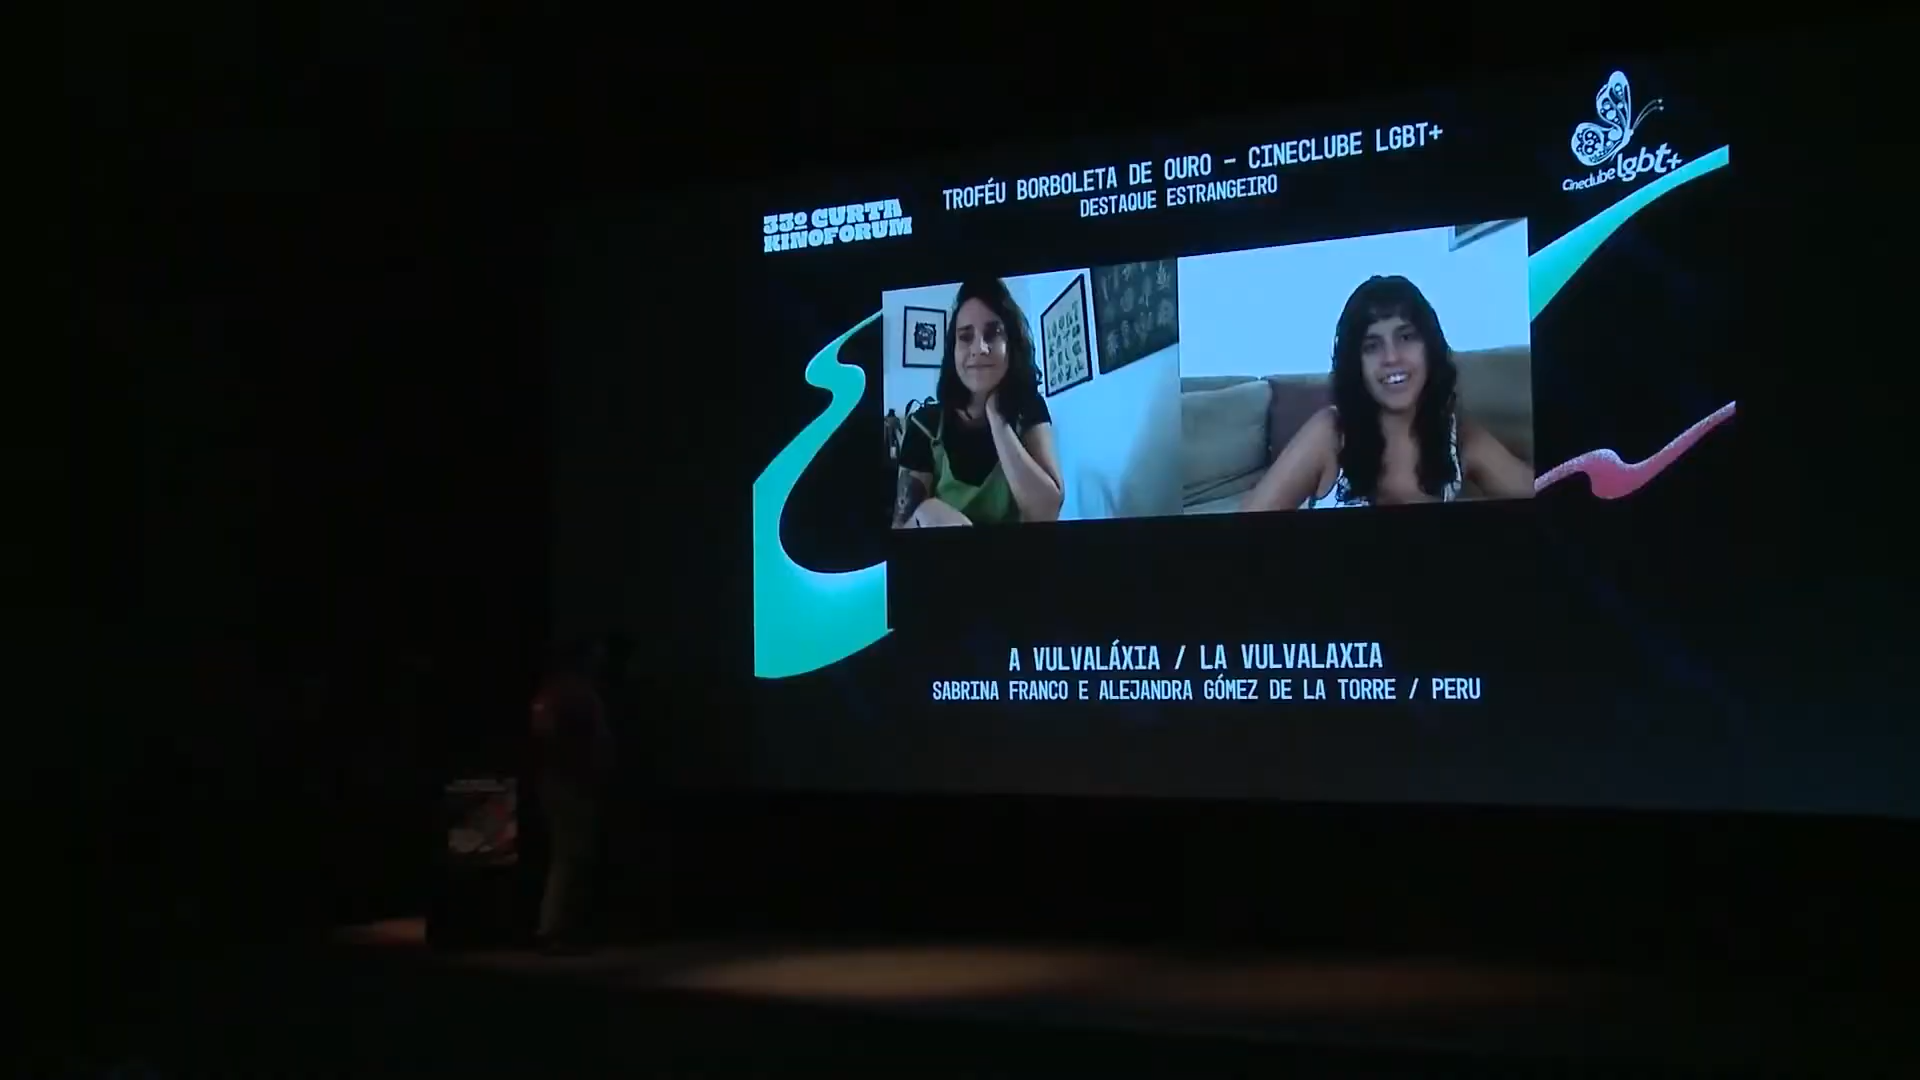 TROFÉU BORBOLETA DE OURO - CINECLUBE LGBT+
DESTAQUE ESTRANGEIRO
33º CURTA
KINOFORUM
Cineclube lgbt+
A VULVALÁXIA / LA VULVALAXIA
SABRINA FRANCO E ALEJANDRA GÓMEZ DE LA TORRE / PERU